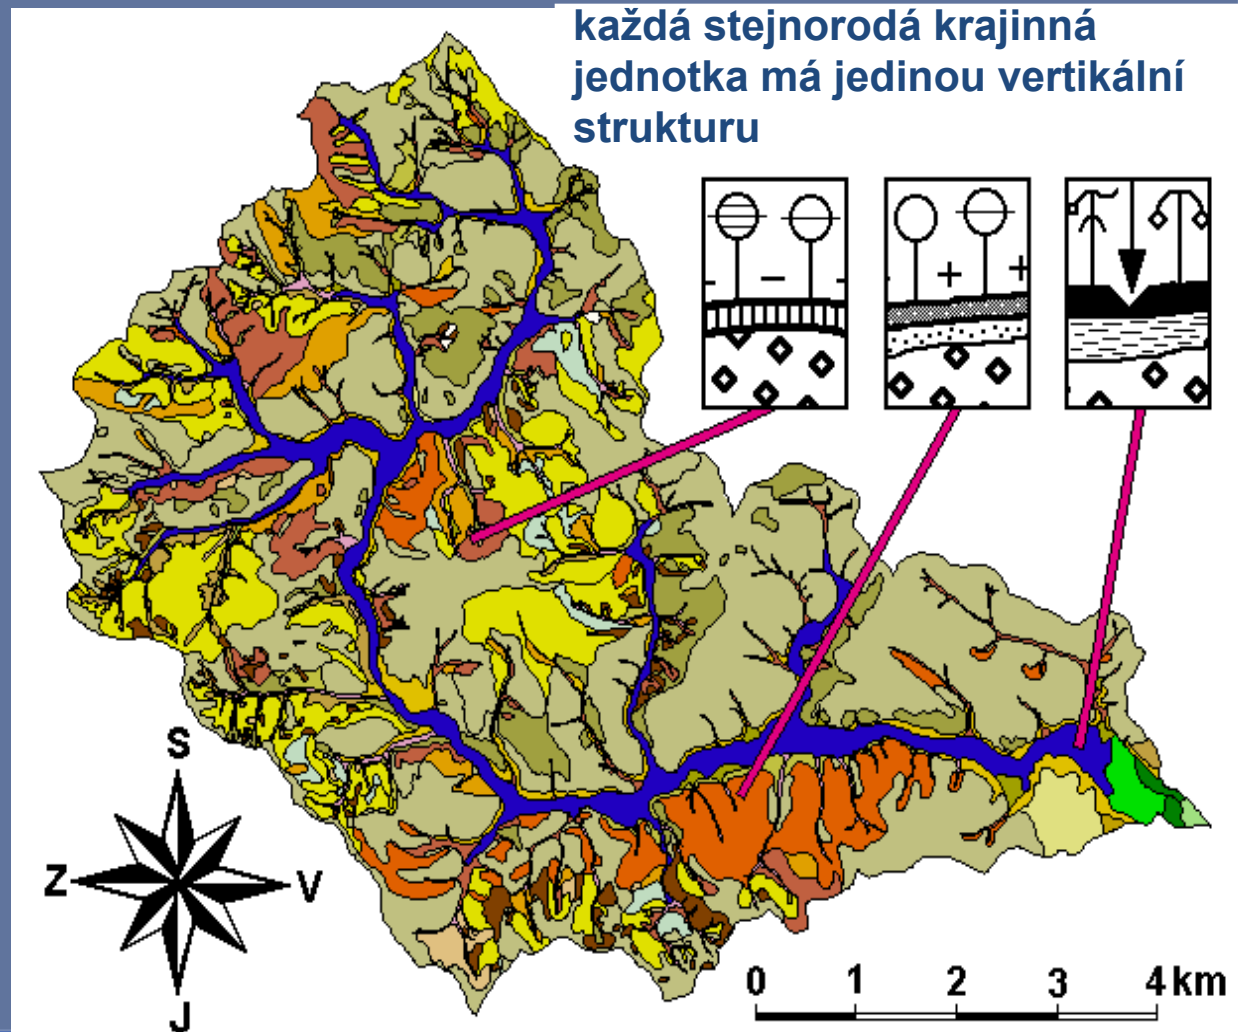 každá stejnorodá krajinná
jednotka má jedinou vertikální
strukturu
S
Z
V
J
0 1 2 3 4 km